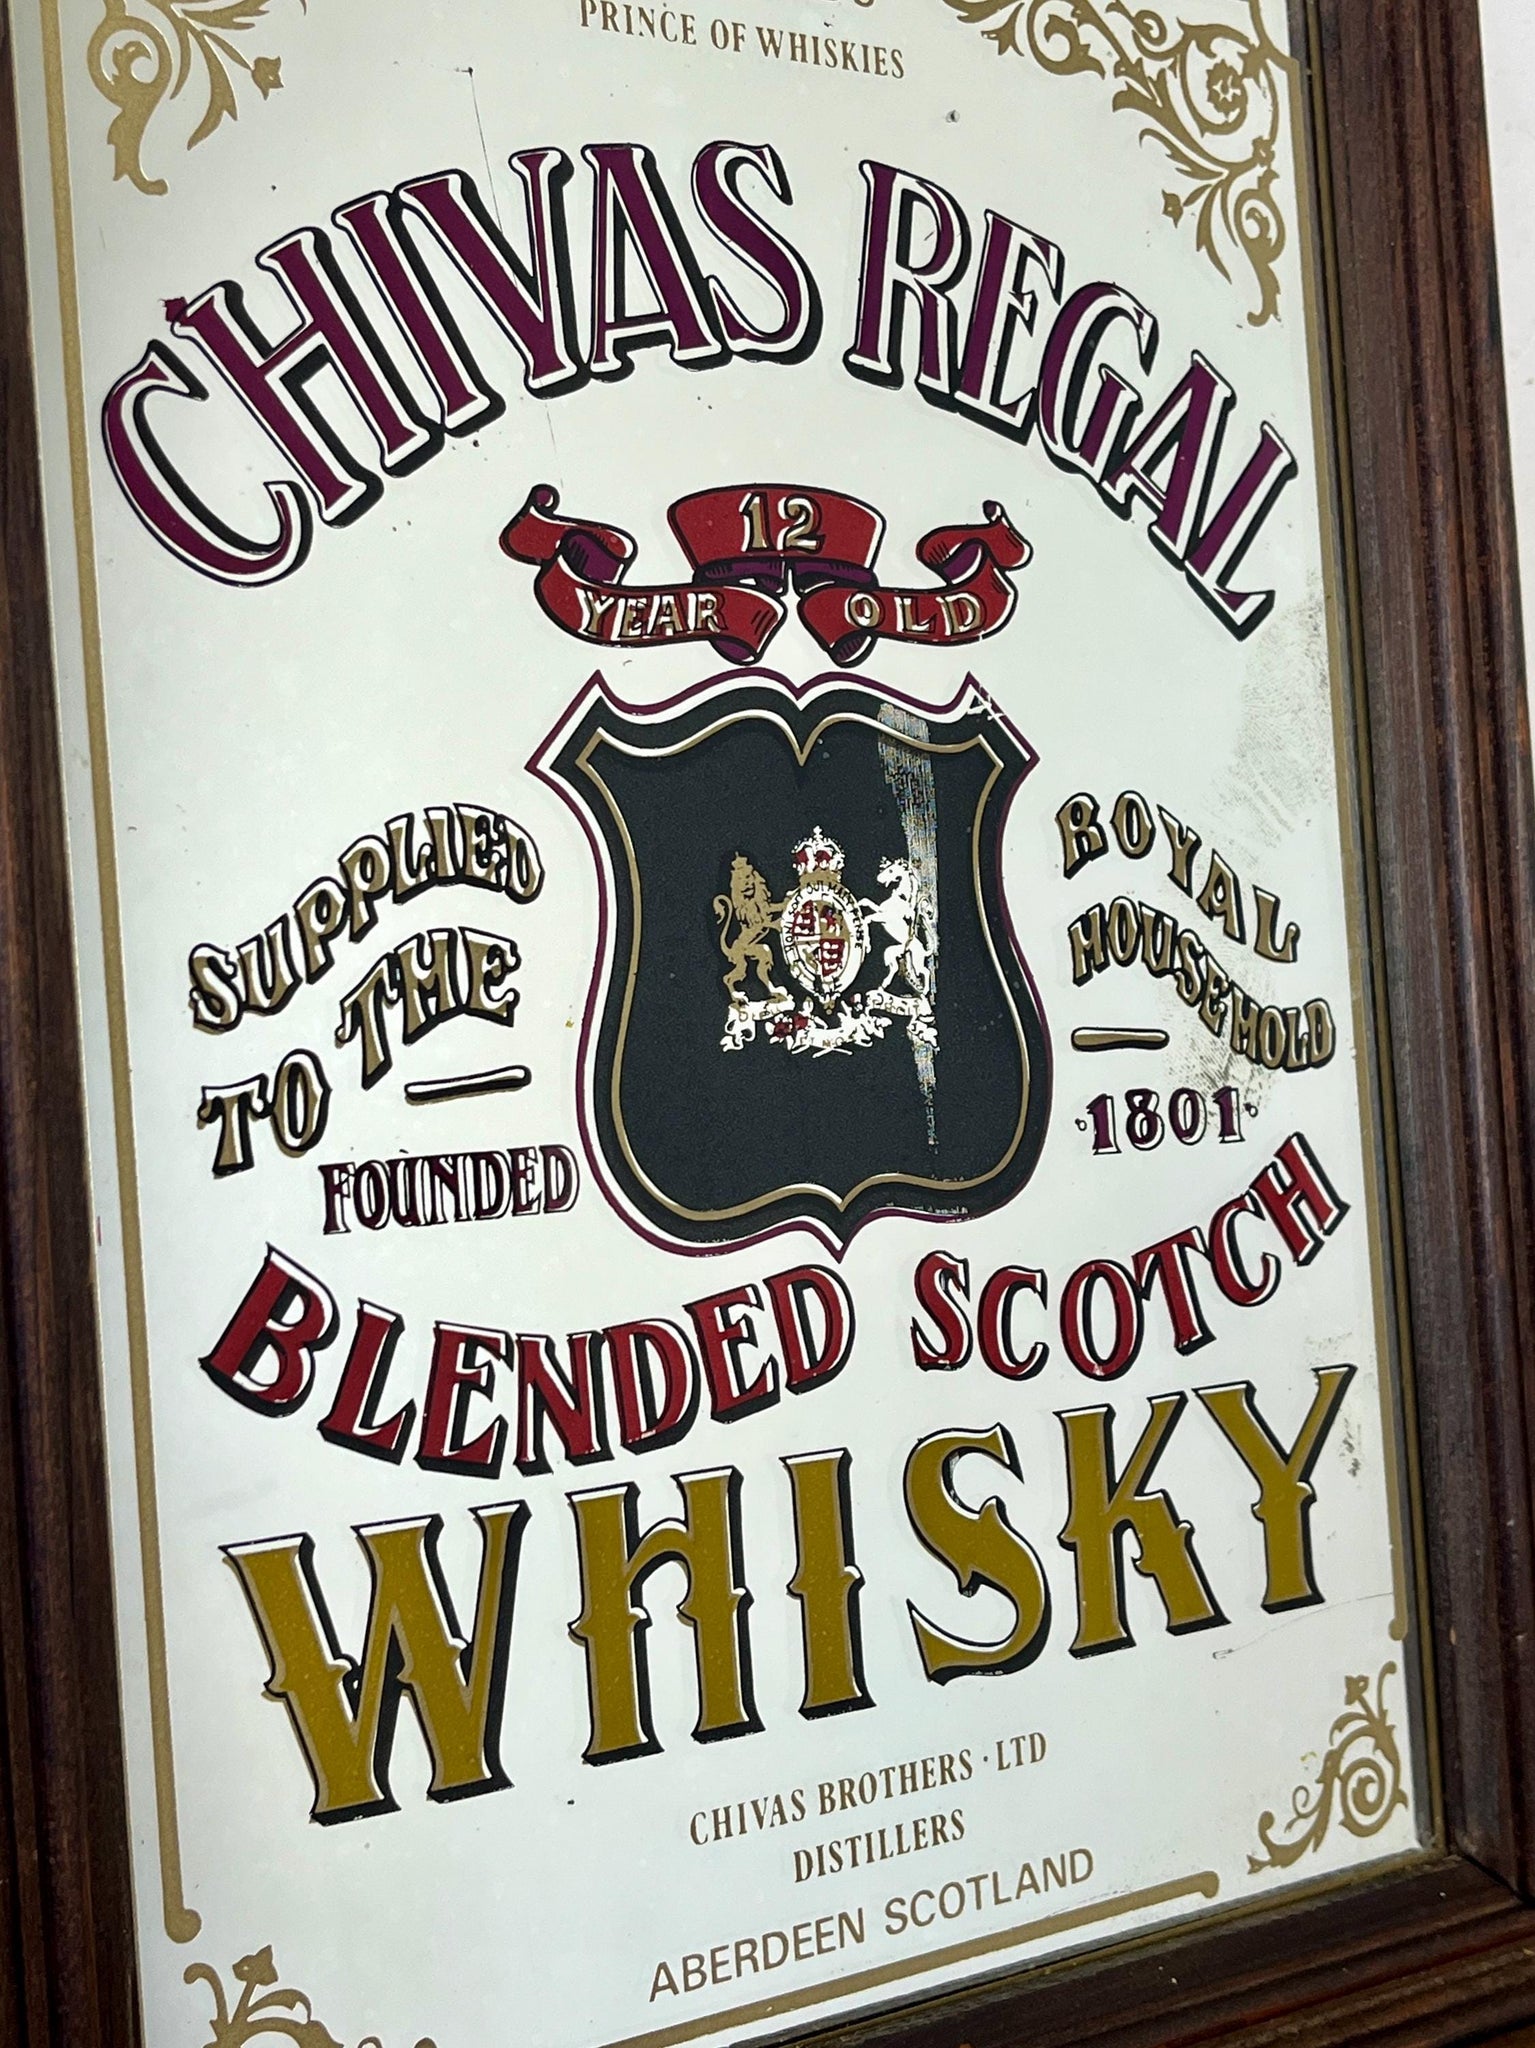 PRINCE OF WHISKIES
CHIVAS REGAL
12
YEAR OLD
SUPPLIED
TO THE
ROYAL
HOUSEHOLD
FOUNDED
1801
BLENDED SCOTCH
WHISKY
CHIVAS BROTHERS · LTD
DISTILLERS
ABERDEEN SCOTLAND